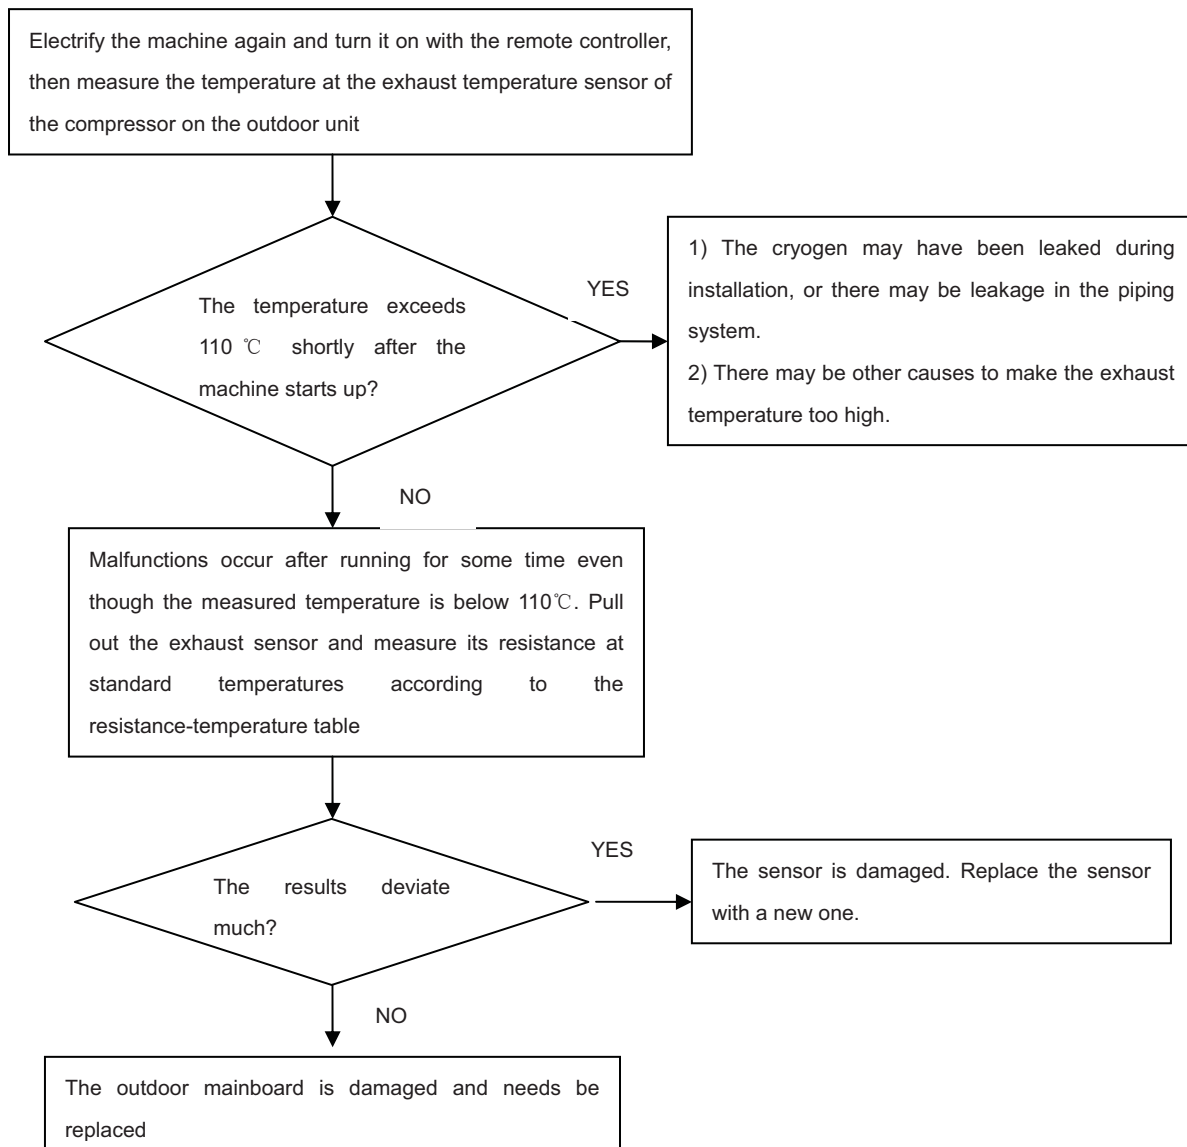 Electrify the machine again and turn it on with the remote controller,
then measure the temperature at the exhaust temperature sensor of
the compressor on the outdoor unit
The temperature exceeds
110 ℃ shortly after the
machine starts up?
YES
1) The cryogen may have been leaked during
installation, or there may be leakage in the piping
system.
2) There may be other causes to make the exhaust
temperature too high.
NO
Malfunctions occur after running for some time even
though the measured temperature is below 110℃. Pull
out the exhaust sensor and measure its resistance at
standard temperatures according to the
resistance-temperature table
The results deviate
much?
YES
The sensor is damaged. Replace the sensor
with a new one.
NO
The outdoor mainboard is damaged and needs be
replaced